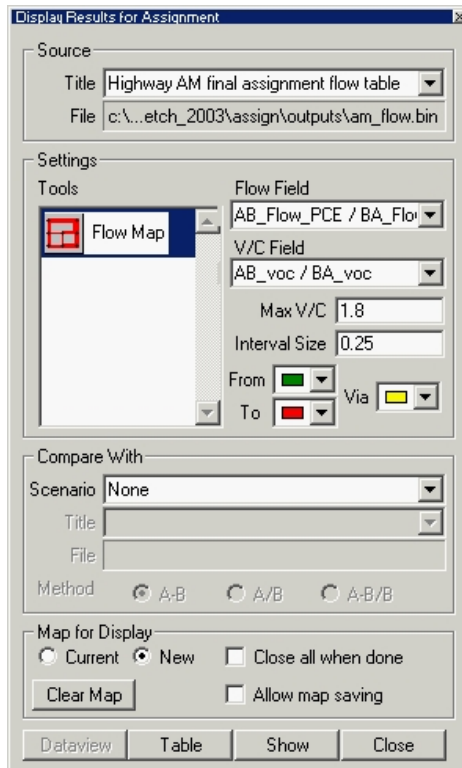 Display Results for Assignment
Source
Title Highway AM final assignment flow table
File c:\...etch_2003\assign\outputs\am_flow.bin
Settings
Tools
Flow Map
Flow Field
AB_Flow_PCE / BA_Flo
V/C Field
AB_voc / BA_voc
Max V/C 1.8
Interval Size 0.25
From
To
Via
Compare With
Scenario None
Title
File
Method A-B A/B A-B/B
Map for Display
Current New Close all when done
Clear Map Allow map saving
Dataview Table Show Close